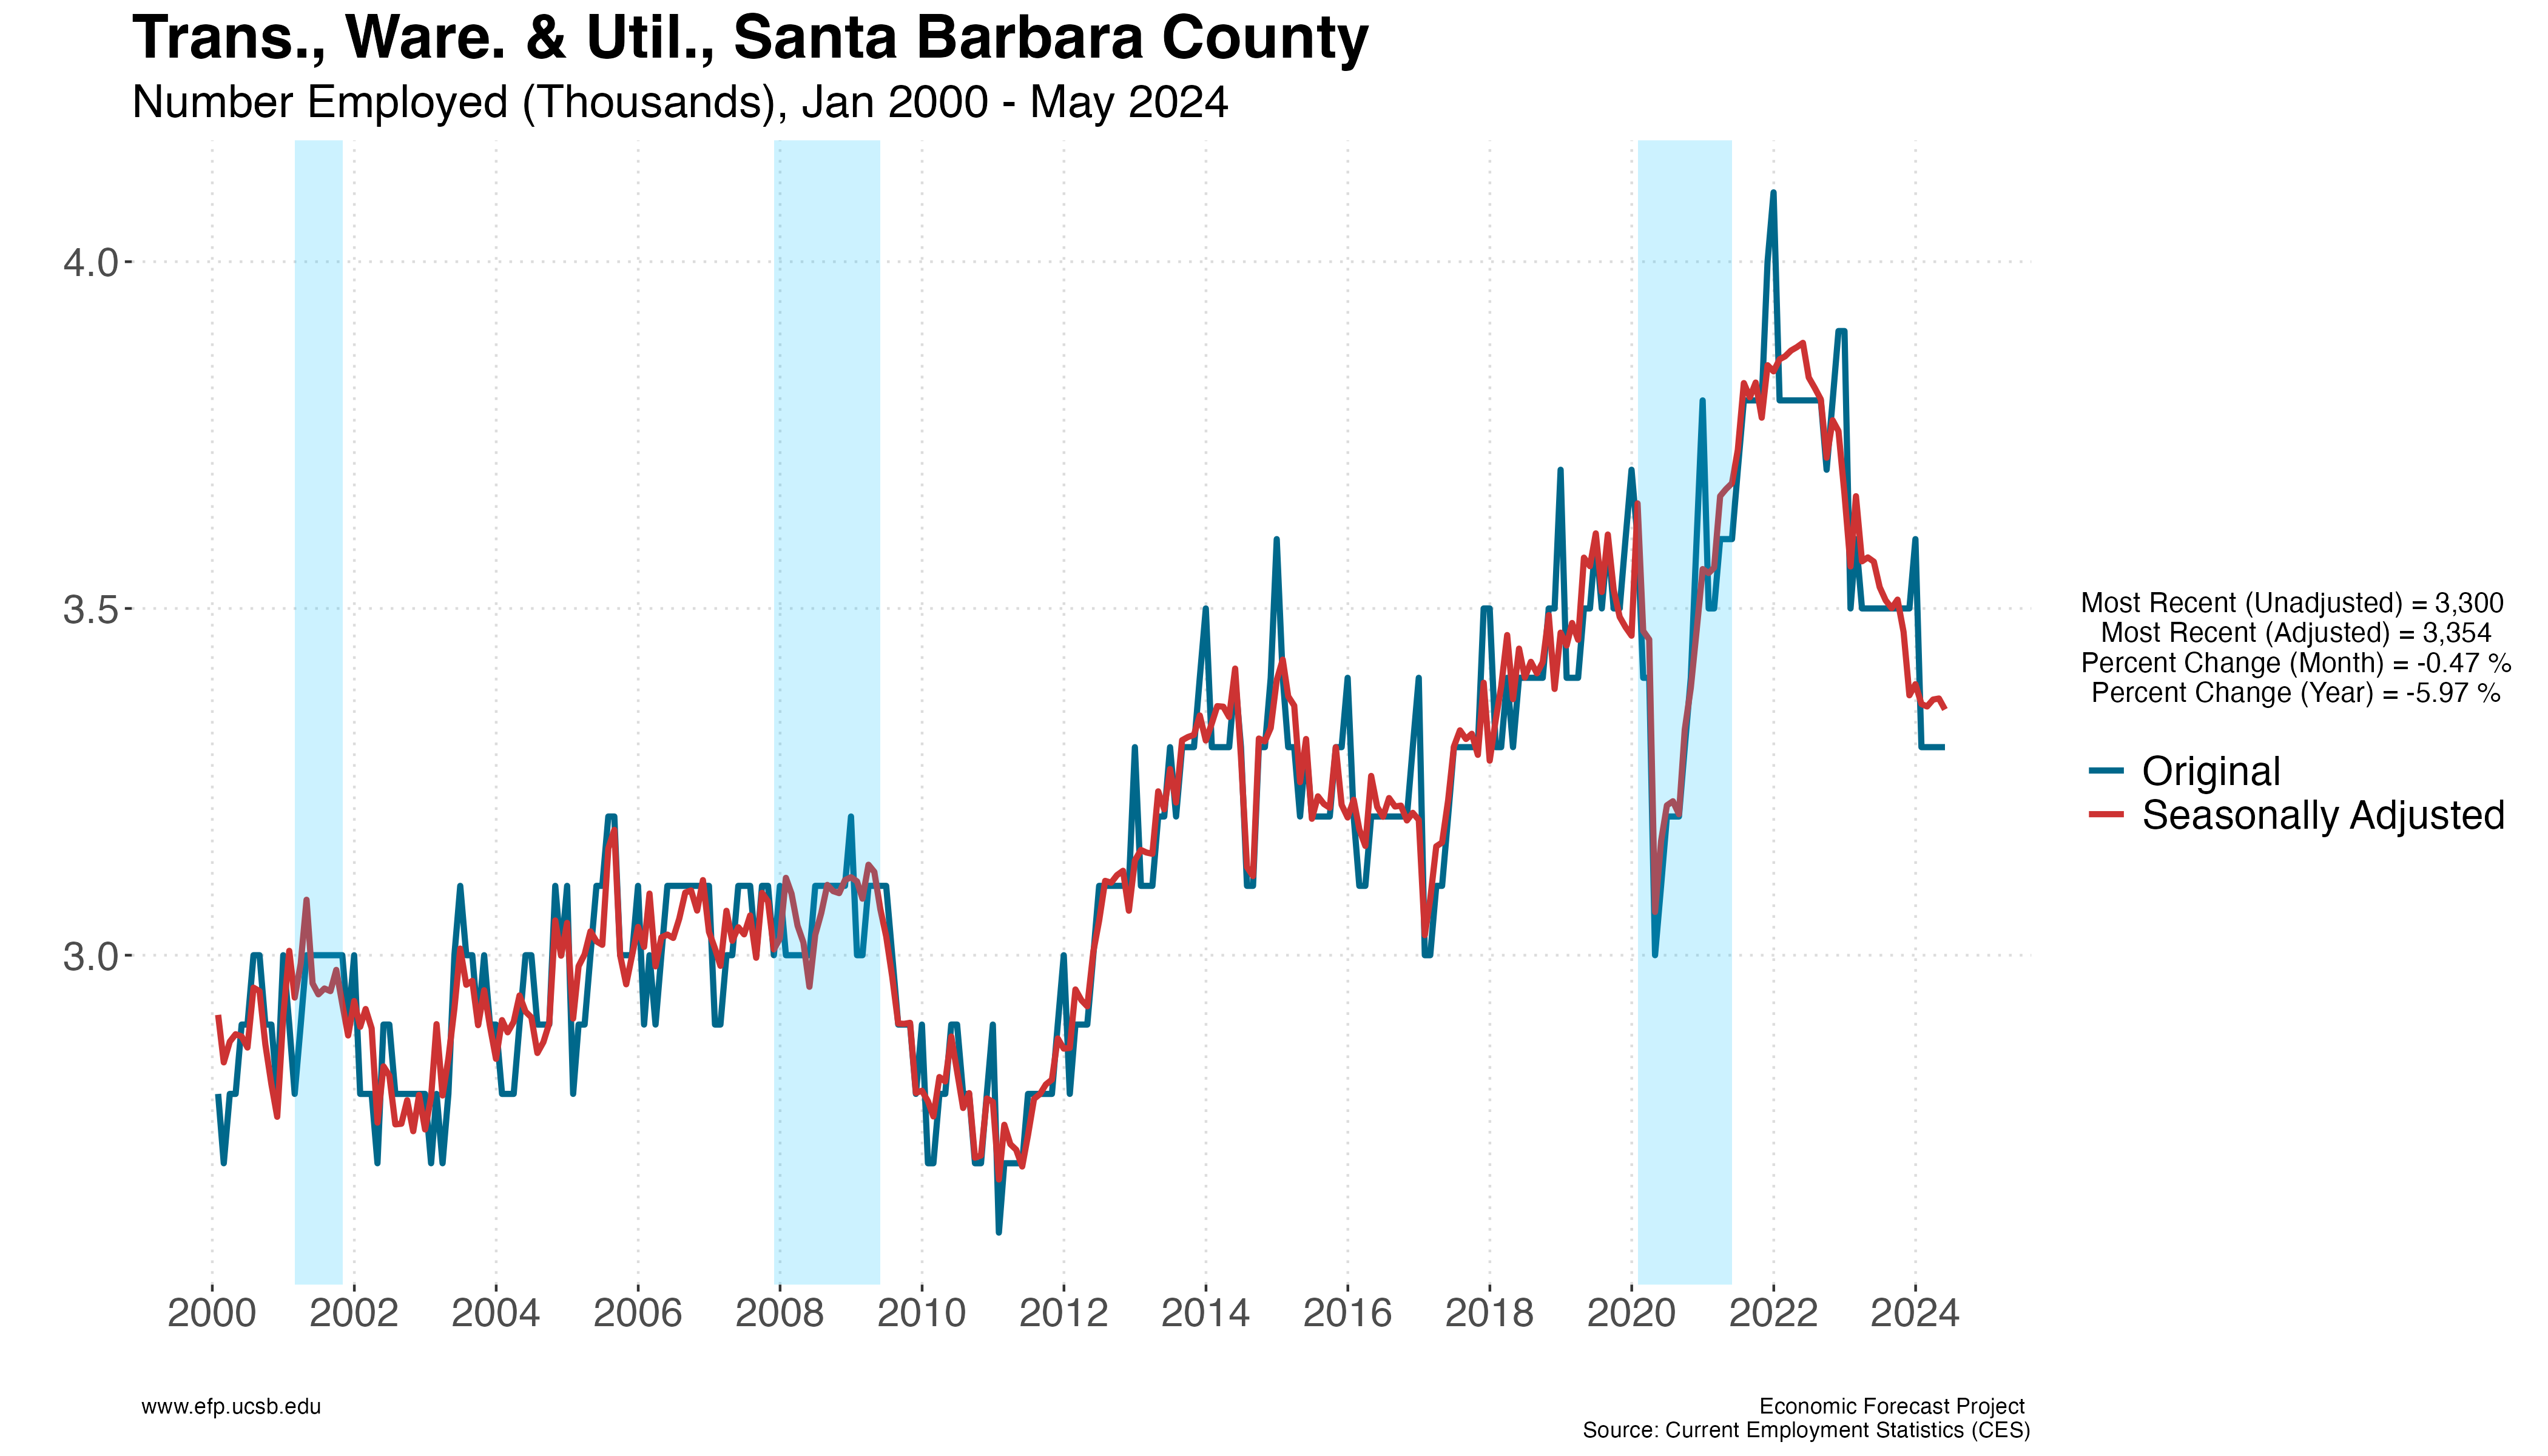 Trans., Ware. & Util., Santa Barbara County
Number Employed (Thousands), Jan 2000 - May 2024
4.0
3.5
3.0
2000 2002 2004 2006 2008 2010 2012 2014 2016 2018 2020 2022 2024
Most Recent (Unadjusted) = 3,300
Most Recent (Adjusted) = 3,354
Percent Change (Month) = -0.47 %
Percent Change (Year) = -5.97 %
Original
Seasonally Adjusted
www.efp.ucsb.edu
Economic Forecast Project
Source: Current Employment Statistics (CES)